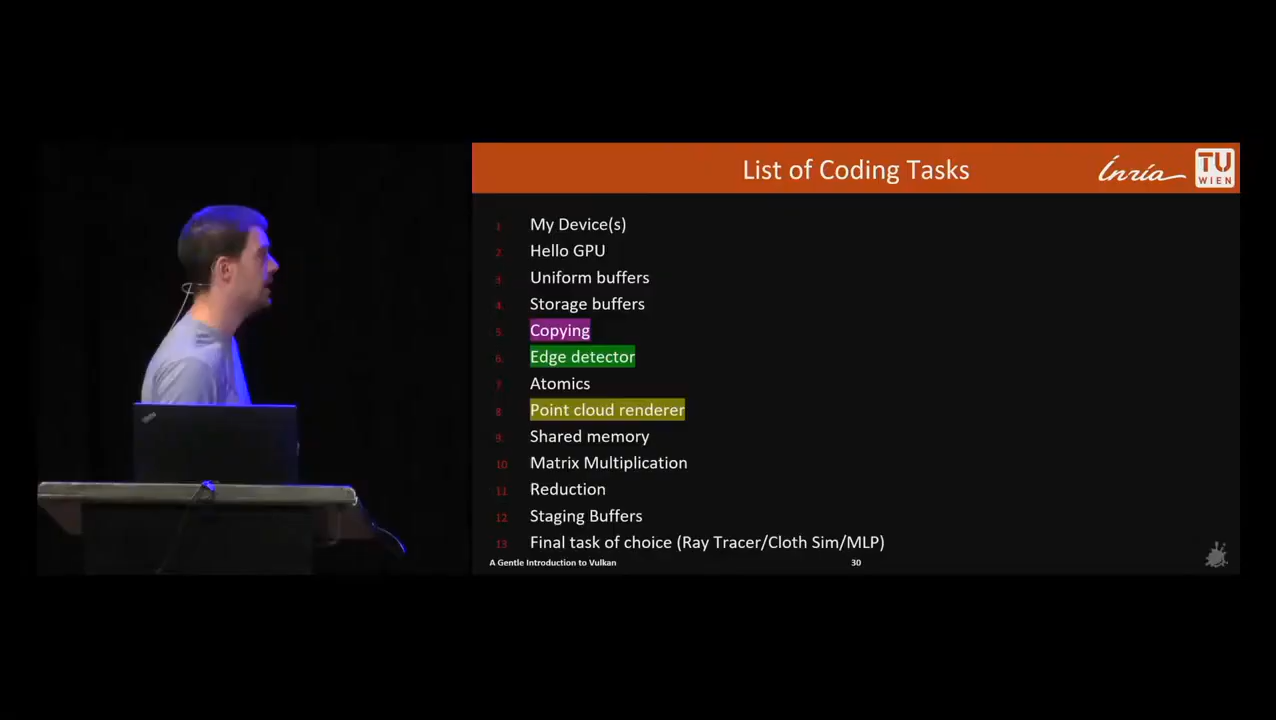 List of Coding Tasks
Inria
TU
WIEN
1 My Device(s)
2 Hello GPU
3 Uniform buffers
4 Storage buffers
5 Copying
6 Edge detector
7 Atomics
8 Point cloud renderer
9 Shared memory
10 Matrix Multiplication
11 Reduction
12 Staging Buffers
13 Final task of choice (Ray Tracer/Cloth Sim/MLP)
A Gentle Introduction to Vulkan
30